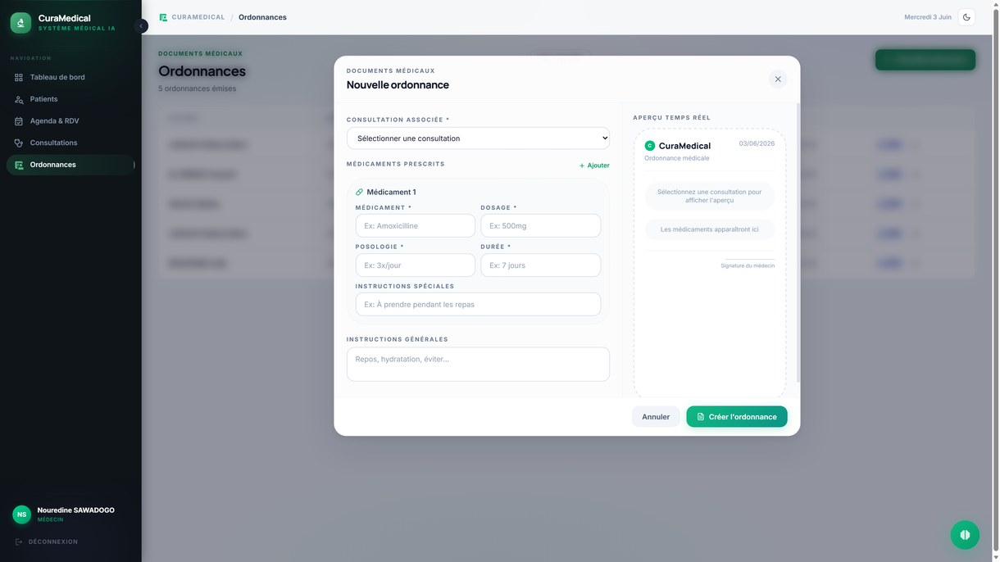 CuraMedical
SYSTÈME MÉDICAL IA
NAVIGATION
Tableau de bord
Patients
Agenda & RDV
Consultations
Ordonnances
NS
Nouredine SAWADOGO
MÉDECIN
DÉCONNEXION
CURAMEDICAL / Ordonnances
Mercredi 3 Juin
DOCUMENTS MÉDICAUX
Ordonnances
5 ordonnances émises
DOCUMENTS MÉDICAUX
Nouvelle ordonnance
CONSULTATION ASSOCIÉE *
Sélectionner une consultation
MÉDICAMENTS PRESCRITS
+ Ajouter
Médicament 1
MÉDICAMENT *
DOSAGE *
Ex: Amoxicilline
Ex: 500mg
POSOLOGIE *
DURÉE *
Ex: 3x/jour
Ex: 7 jours
INSTRUCTIONS SPÉCIALES
Ex: À prendre pendant les repas
INSTRUCTIONS GÉNÉRALES
Repos, hydratation, éviter...
APERÇU TEMPS RÉEL
C
CuraMedical
03/06/2026
Ordonnance médicale
Sélectionnez une consultation pour
afficher l'aperçu
Les médicaments apparaîtront ici
Signature du médecin
Annuler
Créer l'ordonnance